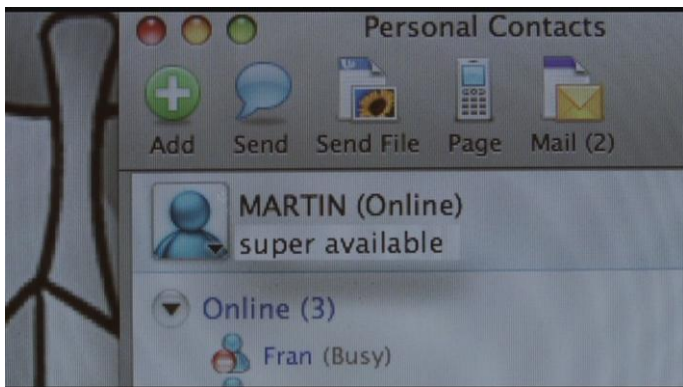 Personal Contacts
Add Send Send File Page Mail (2)
MARTIN (Online)
super available
Online (3)
Fran (Busy)